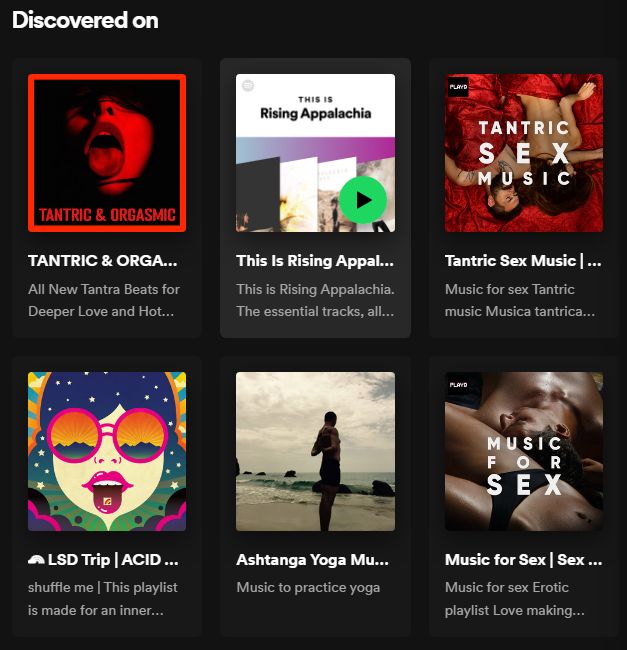 Discovered on
TANTRIC & ORGASMIC
TANTRIC & ORGA...
All New Tantra Beats for
Deeper Love and Hot...
THIS IS
Rising Appalachia
This Is Rising Appal...
This is Rising Appalachia.
The essential tracks, all...
PLAYD
TANTRIC
SEX
MUSIC
Tantric Sex Music | ...
Music for sex Tantric
music Musica tantrica...
LSD Trip | ACID ...
shuffle me | This playlist
is made for an inner...
Ashtanga Yoga Mu...
Music to practice yoga
PLAYD
MUSIC
FOR
SEX
Music for Sex | Sex ...
Music for sex Erotic
playlist Love making...